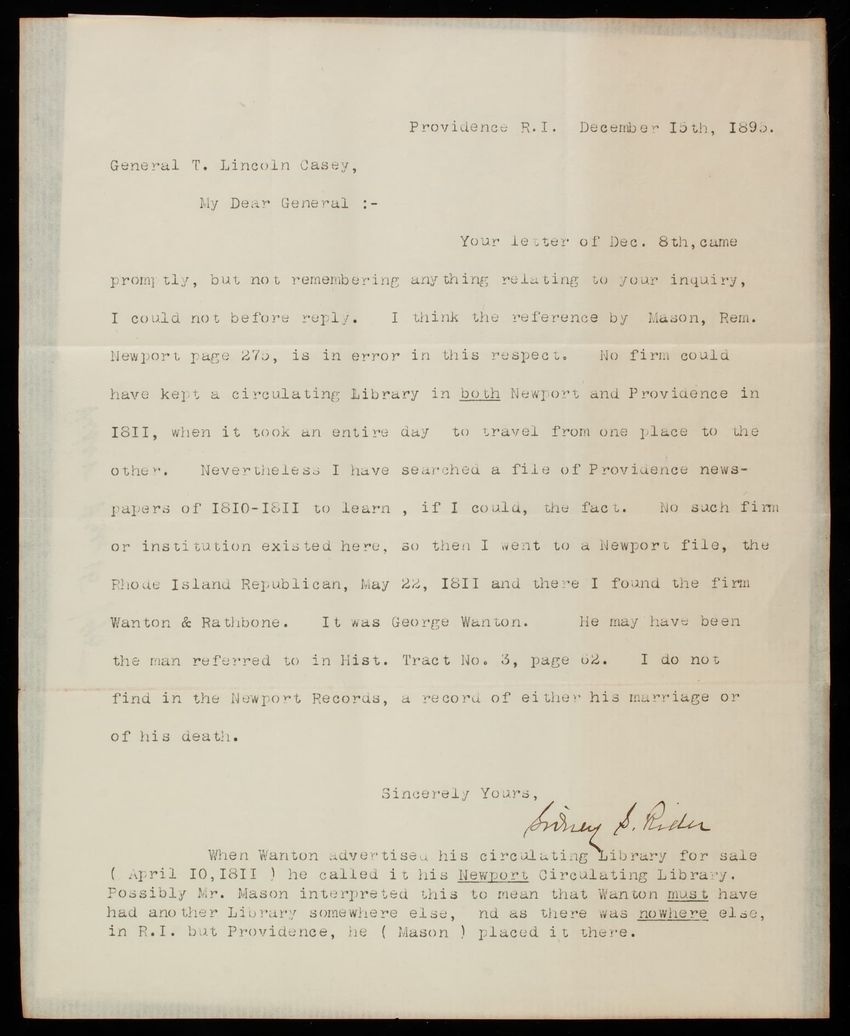 Providence R.I. December 15th, 1895.
General T. Lincoln Casey,
My Dear General :-
Your letter of Dec. 8th,came
promptly, but not remembering anything relating to your inquiry,
I could not before reply. I think the reference by Mason, Rem.
Newport page 275, is in error in this respect. No firm could
have kept a circulating Library in both Newport and Providence in
I8II, when it took an entire day to travel from one place to the
other. Nevertheless I have searched a file of Providence news-
papers of I8IO-I8II to learn , if I could, the fact. No such firm
or institution existed here, so then I went to a Newport file, the
Rhode Island Republican, May 22, I8II and there I found the firm
Wanton & Rathbone. It was George Wanton. He may have been
the man referred to in Hist. Tract No. 3, page 62. I do not
find in the Newport Records, a record of either his marriage or
of his death.
Sincerely Yours,
Sidney S. Rider
When Wanton advertised his circulating Library for sale
( April IO,I8II ) he called it his Newport Circulating Library.
Possibly Mr. Mason interpreted this to mean that Wanton must have
had another Library somewhere else, nd as there was nowhere else,
in R.I. but Providence, he ( Mason ) placed it there.